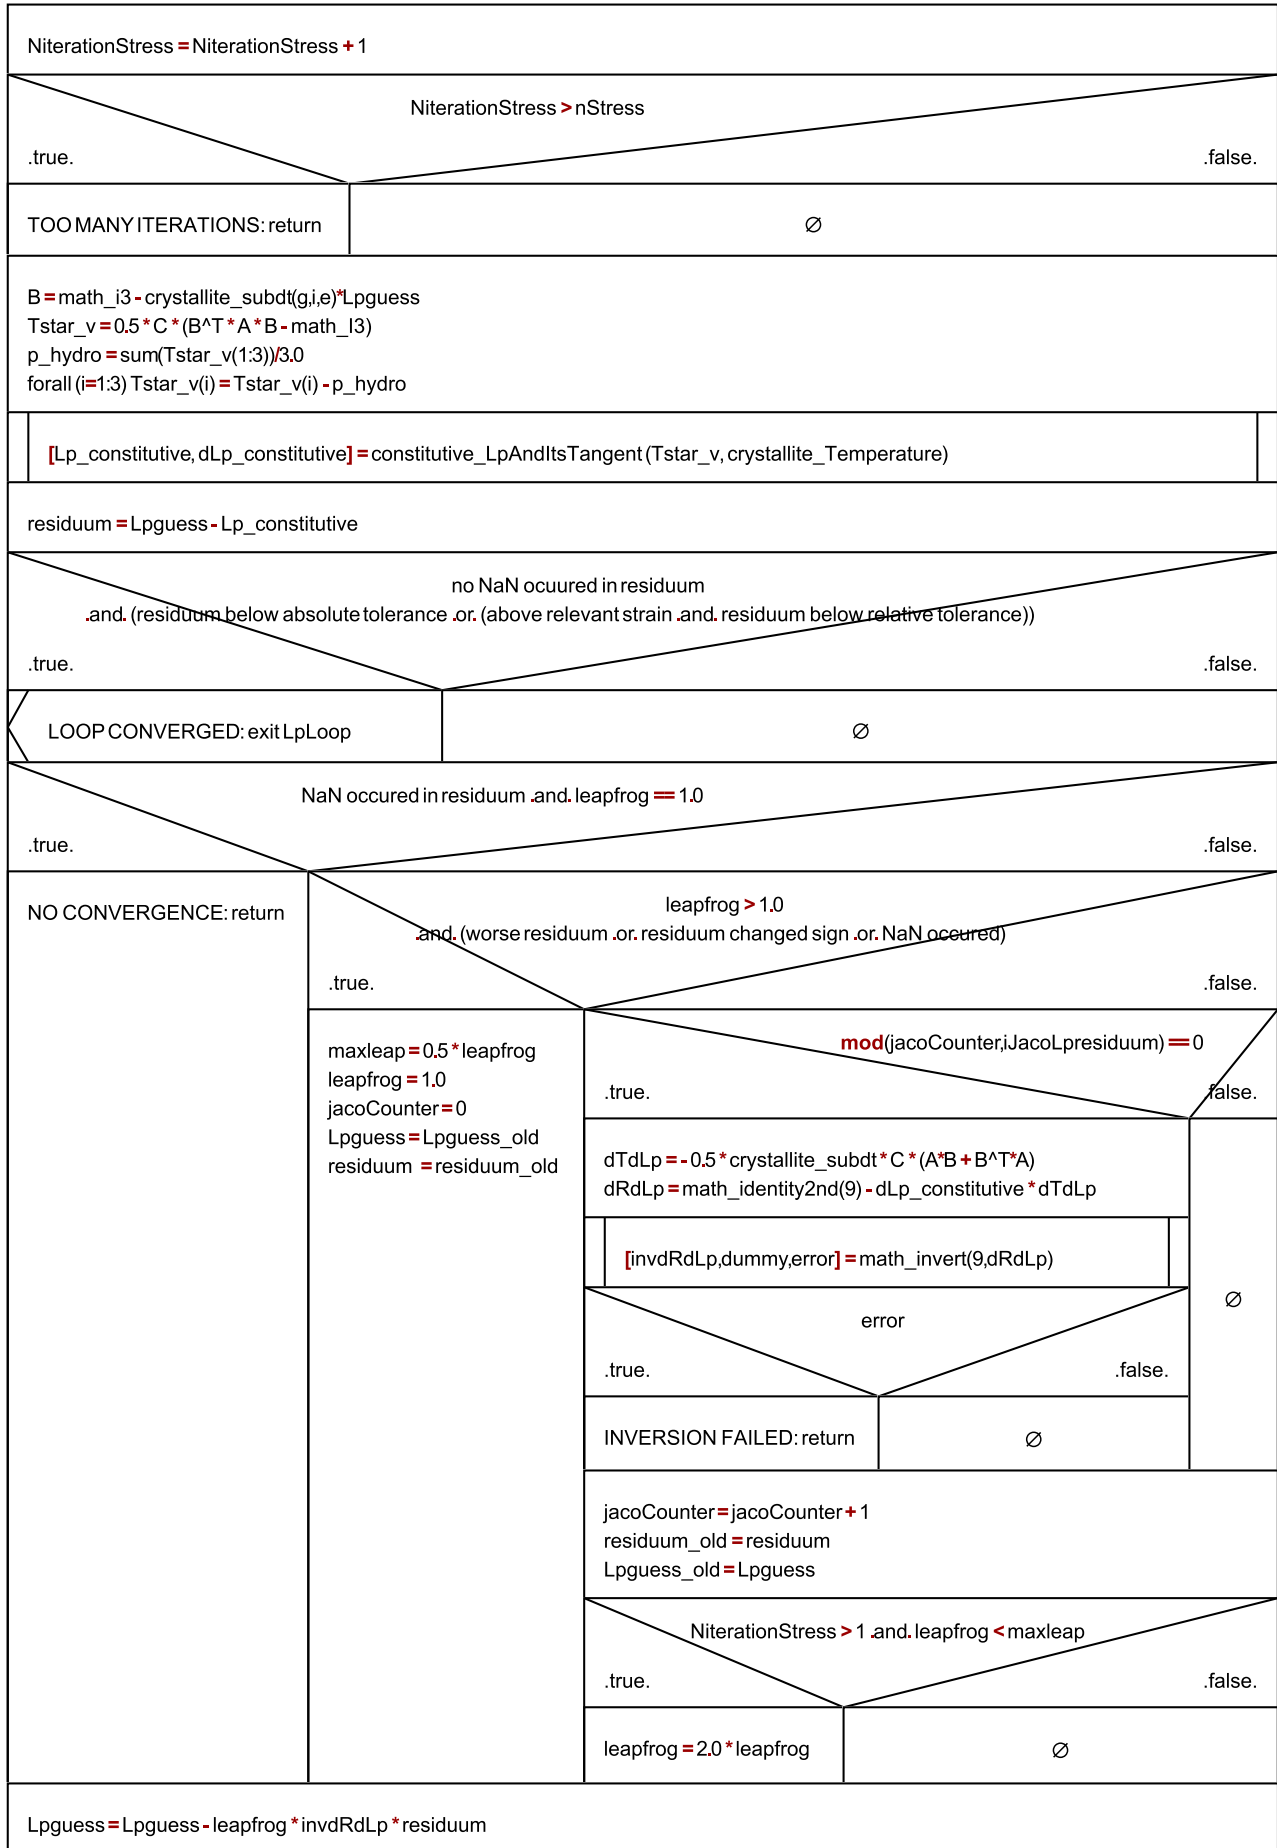 NiterationStress = NiterationStress + 1
NiterationStress > nStress
.true.
.false.
TOO MANY ITERATIONS: return
∅
B = math_i3 - crystallite_subdt(g,i,e)*Lpguess
Tstar_v = 0.5 * C * (B^T * A * B - math_I3)
p_hydro = sum(Tstar_v(1:3))/3.0
forall (i=1:3) Tstar_v(i) = Tstar_v(i) - p_hydro
[Lp_constitutive, dLp_constitutive] = constitutive_LpAndItsTangent (Tstar_v, crystallite_Temperature)
residuum = Lpguess - Lp_constitutive
no NaN ocuured in residuum
.and. (residuum below absolute tolerance .or. (above relevant strain .and. residuum below relative tolerance))
.true.
.false.
LOOP CONVERGED: exit LpLoop
∅
NaN occured in residuum .and. leapfrog == 1.0
.true.
.false.
NO CONVERGENCE: return
leapfrog > 1.0
.and. (worse residuum .or. residuum changed sign .or. NaN occured)
.true.
.false.
maxleap = 0.5 * leapfrog
leapfrog = 1.0
jacoCounter = 0
Lpguess = Lpguess_old
residuum = residuum_old
mod(jacoCounter,iJacoLpresiduum) == 0
.true.
.false.
dTdLp = - 0.5 * crystallite_subdt * C * (A*B + B^T*A)
dRdLp = math_identity2nd(9) - dLp_constitutive * dTdLp
[invdRdLp,dummy,error] = math_invert(9,dRdLp)
∅
error
.true.
.false.
INVERSION FAILED: return
∅
jacoCounter = jacoCounter + 1
residuum_old = residuum
Lpguess_old = Lpguess
NiterationStress > 1 .and. leapfrog < maxleap
.true.
.false.
leapfrog = 2.0 * leapfrog
∅
Lpguess = Lpguess - leapfrog * invdRdLp * residuum